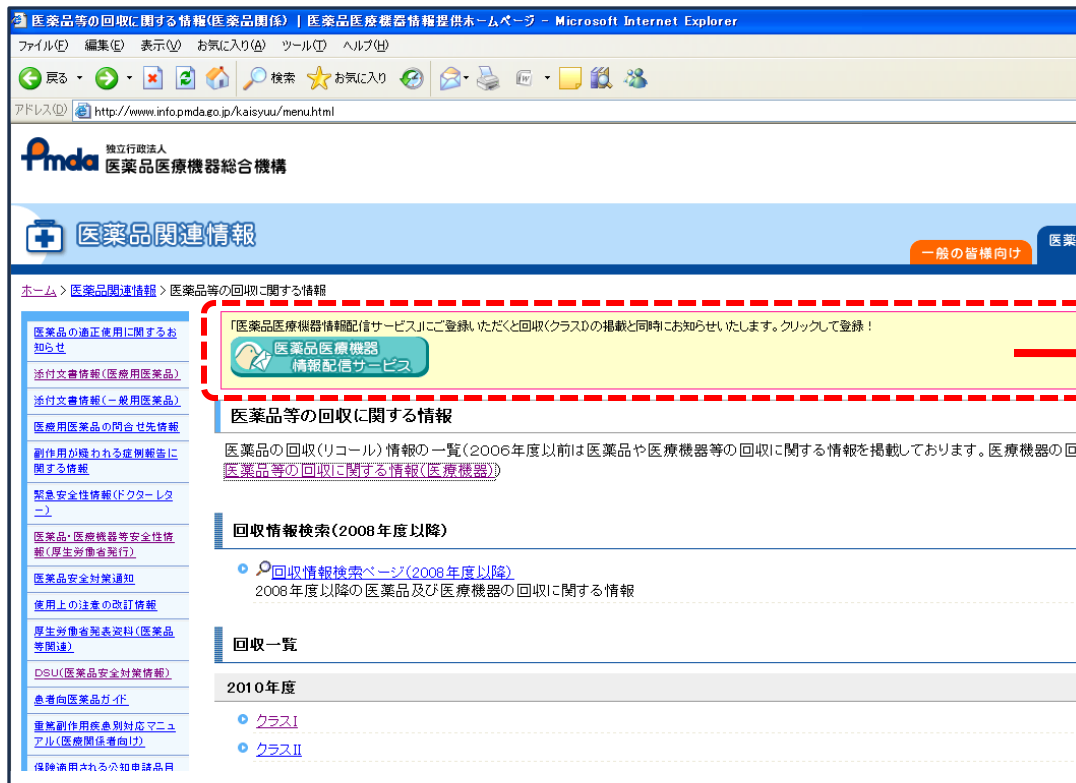 医薬品等の回収に関する情報(医薬品関係) | 医薬品医療機器情報提供ホームページ - Microsoft Internet Explorer
ファイル(F) 編集(E) 表示(V) お気に入り(A) ツール(T) ヘルプ(H)
戻る 検索 お気に入り
アドレス(D) http://www.info.pmda.go.jp/kaisyuu/menu.html
Pmda 独立行政法人
医薬品医療機器総合機構
医薬品関連情報
一般の皆様向け
医薬
ホーム > 医薬品関連情報 > 医薬品等の回収に関する情報
医薬品の適正使用に関するお
知らせ
添付文書情報(医療用医薬品)
添付文書情報(一般用医薬品)
医療用医薬品の問合せ先情報
副作用が疑われる症例報告に
関する情報
緊急安全性情報(ドクターレタ
ー)
医薬品・医療機器等安全性情
報(厚生労働省発行)
医薬品安全対策通知
使用上の注意の改訂情報
厚生労働省発表資料(医薬品
等関連)
DSU(医薬品安全対策情報)
患者向医薬品ガイド
重篤副作用疾患別対応マニュ
アル(医療関係者向け)
保険適用される公知申請品目
「医薬品医療機器情報配信サービス」にご登録いただくと回収(クラスI)の掲載と同時にお知らせいたします。クリックして登録!
医薬品医療機器
情報配信サービス
医薬品等の回収に関する情報
医薬品の回収(リコール)情報の一覧(2006年度以前は医薬品や医療機器等の回収に関する情報を掲載しております。医療機器の回
医薬品等の回収に関する情報(医療機器))
回収情報検索(2008年度以降)
回収情報検索ページ(2008年度以降)
2008年度以降の医薬品及び医療機器の回収に関する情報
回収一覧
2010年度
クラスI
クラスII